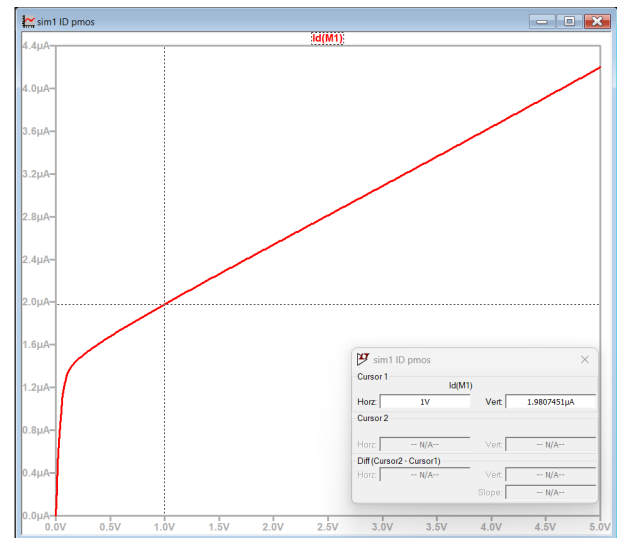 sim1 ID pmos
Id(M1)
4.4µA
4.0µA
3.6µA
3.2µA
2.8µA
2.4µA
2.0µA
1.6µA
1.2µA
0.8µA
0.4µA
0.0µA
0.0V 0.5V 1.0V 1.5V 2.0V 2.5V 3.0V 3.5V 4.0V 4.5V 5.0V
sim1 ID pmos
Cursor 1
Id(M1)
Horz: 1V Vert: 1.9807451µA
Cursor 2
Horz: -- N/A-- Vert: -- N/A--
Diff (Cursor2 - Cursor1)
Horz: -- N/A-- Vert: -- N/A--
Slope: -- N/A--